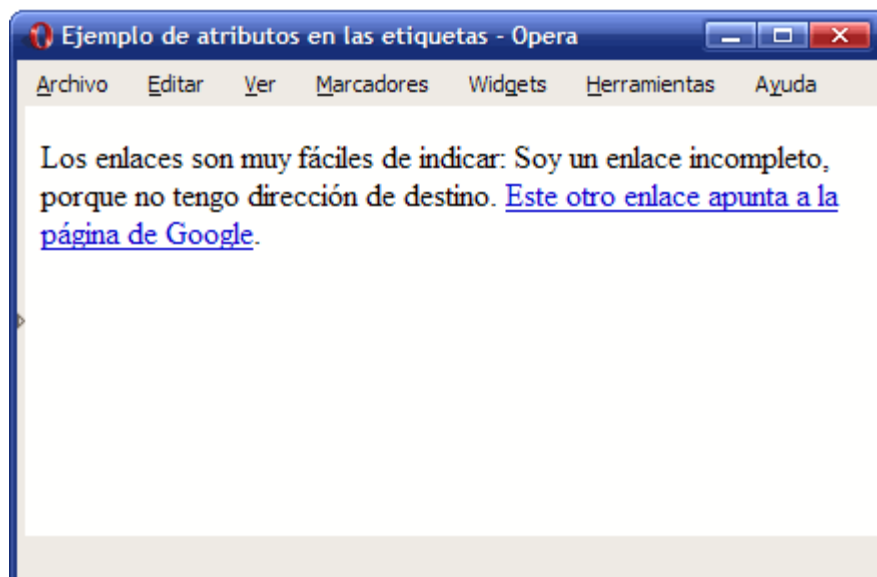 Ejemplo de atributos en las etiquetas - Opera
Archivo Editar Ver Marcadores Widgets Herramientas Ayuda
Los enlaces son muy fáciles de indicar: Soy un enlace incompleto,
porque no tengo dirección de destino. Este otro enlace apunta a la
página de Google.